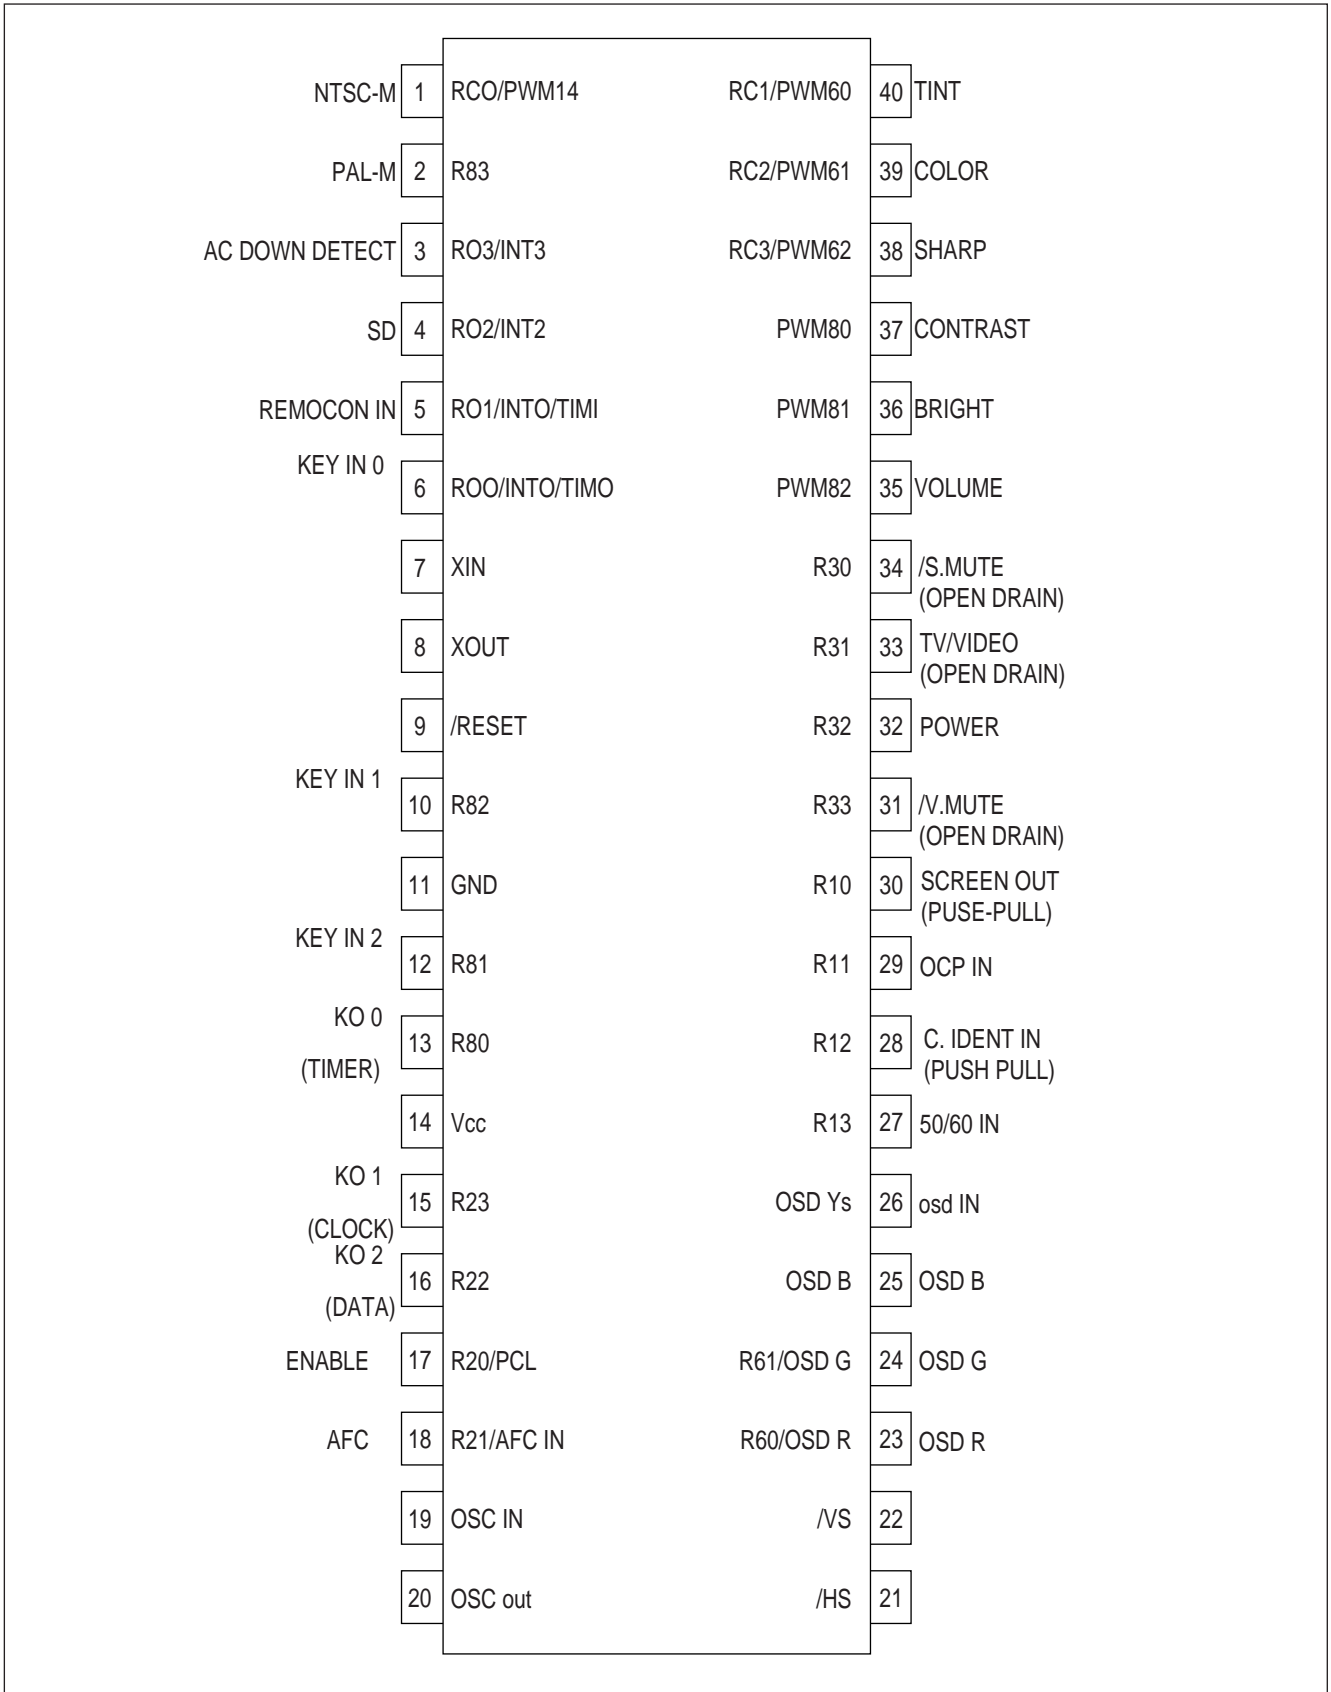 NTSC-M 1 RCO/PWM14 RC1/PWM60 40 TINT
PAL-M 2 R83 RC2/PWM61 39 COLOR
AC DOWN DETECT 3 RO3/INT3 RC3/PWM62 38 SHARP
SD 4 RO2/INT2 PWM80 37 CONTRAST
REMOCON IN 5 RO1/INTO/TIMI PWM81 36 BRIGHT
KEY IN 0
6 ROO/INTO/TIMO PWM82 35 VOLUME
7 XIN R30 34 /S.MUTE
(OPEN DRAIN)
8 XOUT R31 33 TV/VIDEO
(OPEN DRAIN)
9 /RESET R32 32 POWER
KEY IN 1
10 R82 R33 31 /V.MUTE
(OPEN DRAIN)
11 GND R10 30 SCREEN OUT
(PUSE-PULL)
KEY IN 2
12 R81 R11 29 OCP IN
KO 0
13 R80 R12 28 C. IDENT IN
(TIMER) (PUSH PULL)
14 Vcc R13 27 50/60 IN
KO 1
15 R23 OSD Ys 26 osd IN
(CLOCK)
KO 2
16 R22 OSD B 25 OSD B
(DATA)
ENABLE 17 R20/PCL R61/OSD G 24 OSD G
AFC 18 R21/AFC IN R60/OSD R 23 OSD R
19 OSC IN /VS 22
20 OSC out /HS 21